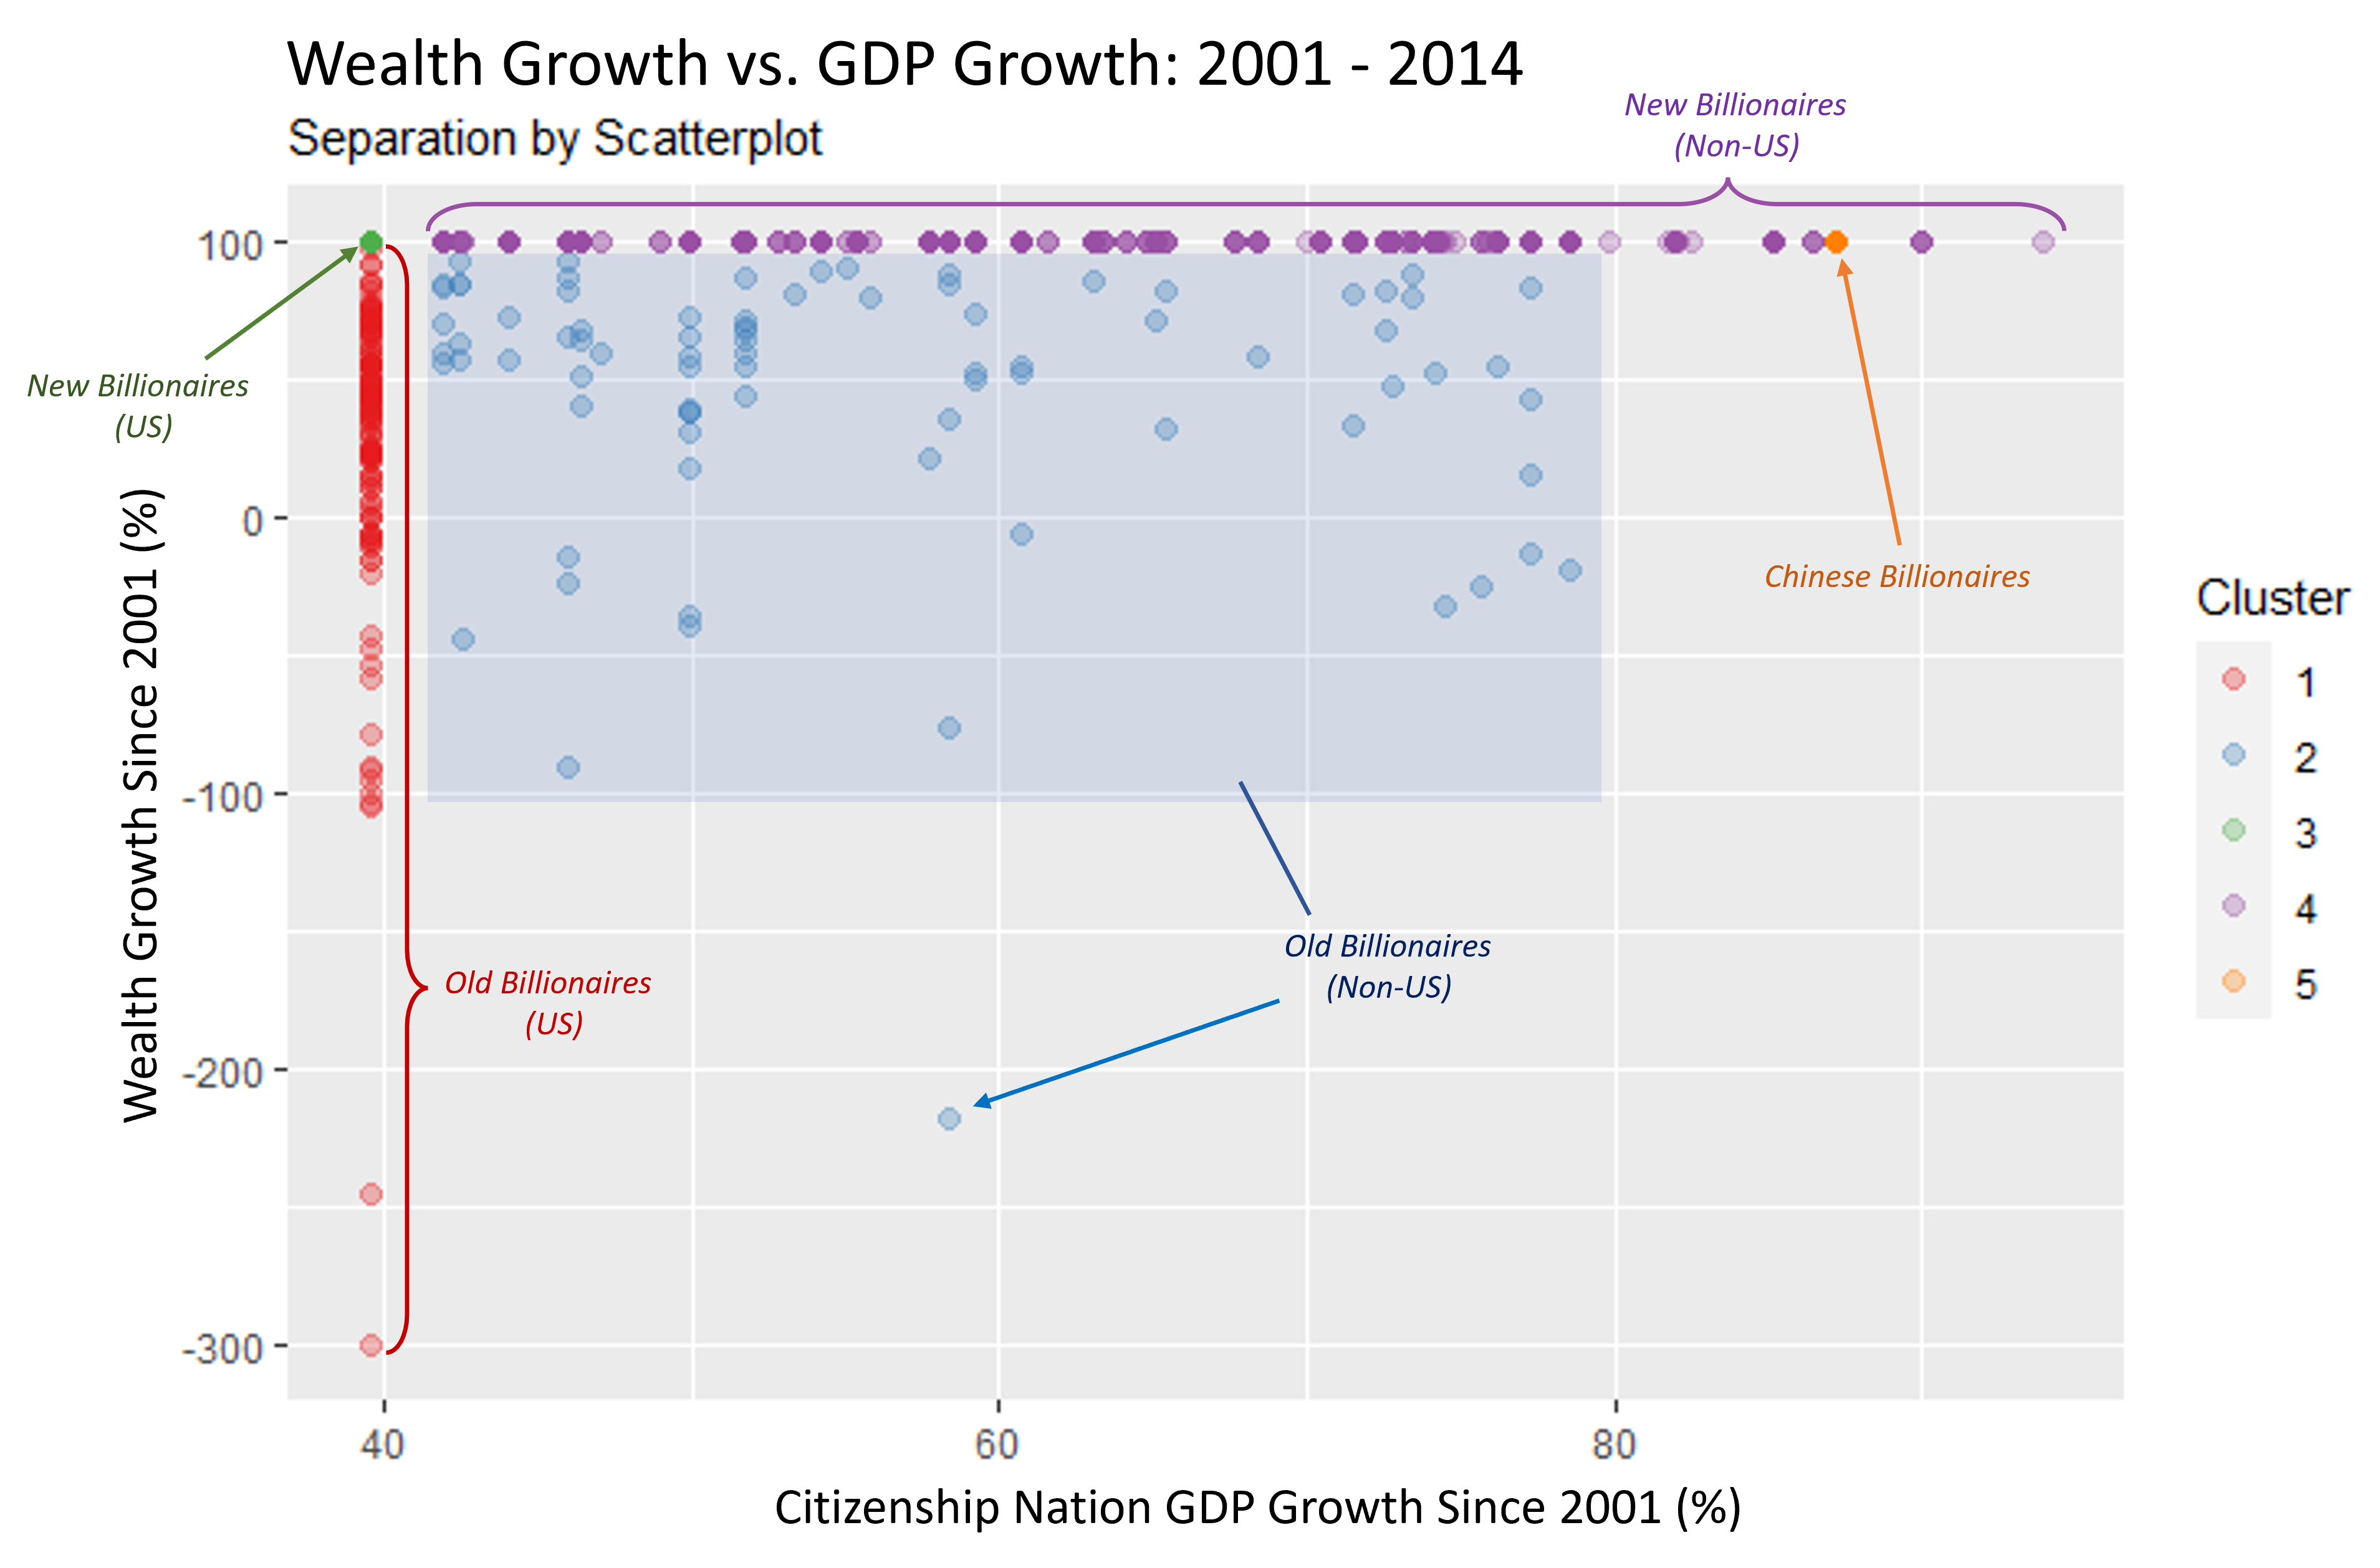 Wealth Growth vs. GDP Growth: 2001 - 2014
Separation by Scatterplot
New Billionaires
(Non-US)
100
0
-100
-200
-300
Wealth Growth Since 2001 (%)
New Billionaires
(US)
Chinese Billionaires
Old Billionaires
(Non-US)
Old Billionaires
(US)
Cluster
1
2
3
4
5
40
60
80
Citizenship Nation GDP Growth Since 2001 (%)